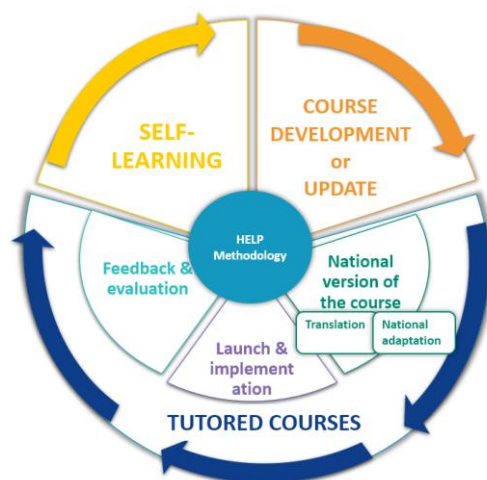 SELF-
LEARNING
COURSE
DEVELOPMENT
or
UPDATE
HELP
Methodology
Feedback &
evaluation
National
version of
the course
Translation
National
adaptation
Launch &
implement
ation
TUTORED COURSES